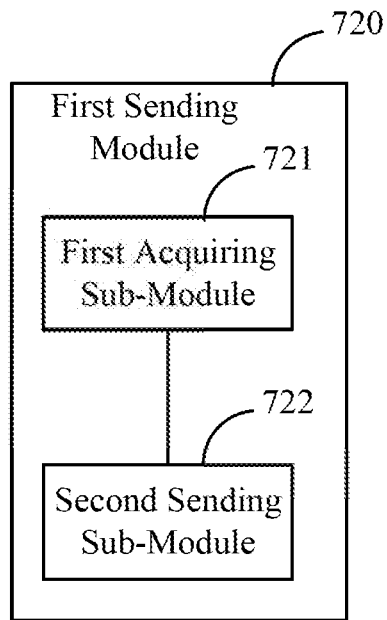 720
First Sending
Module
721
First Acquiring
Sub-Module
722
Second Sending
Sub-Module